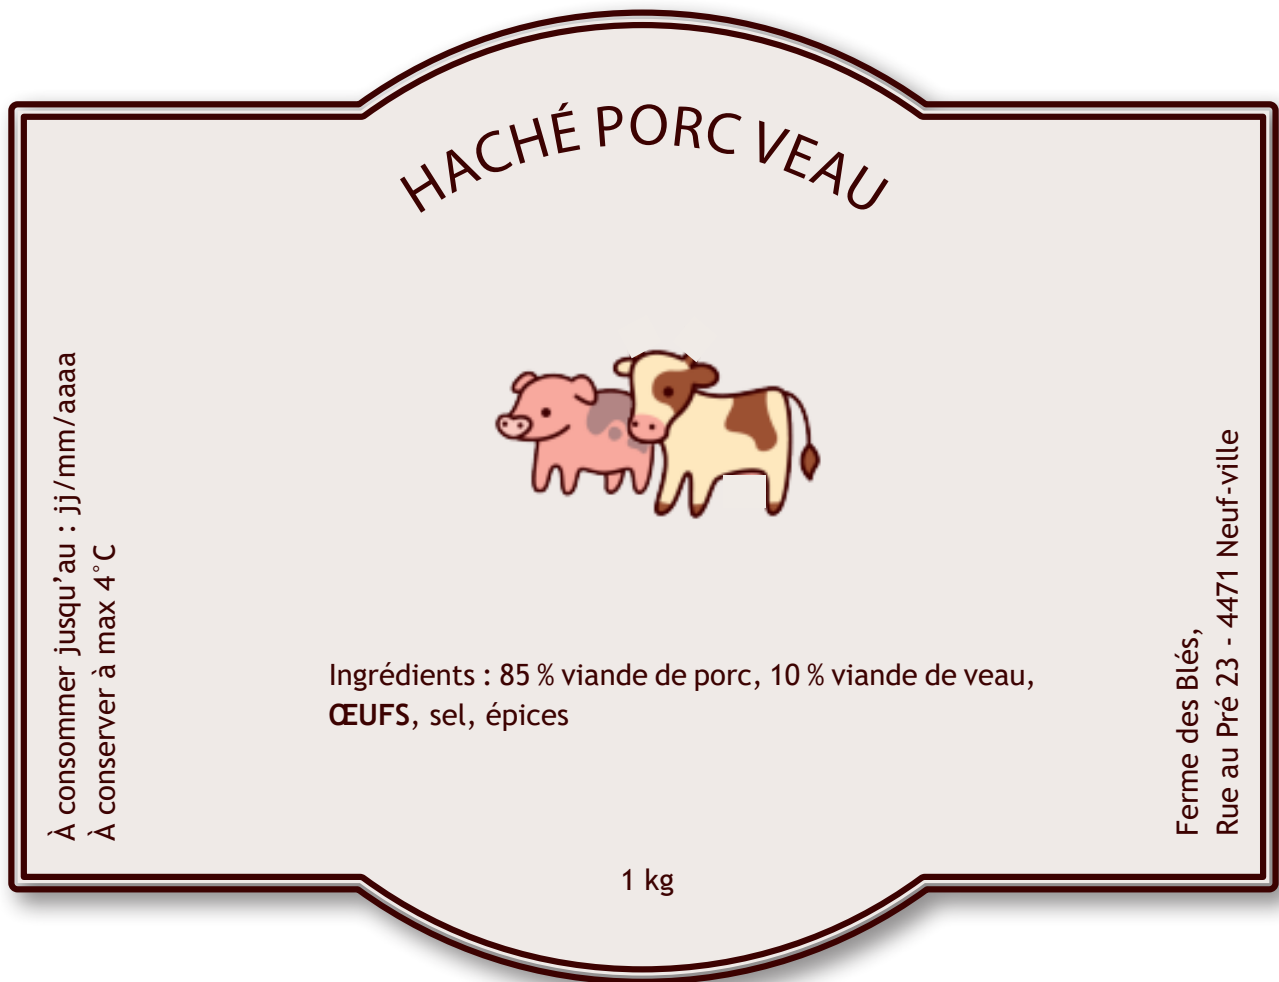 HACHÉ PORC VEAU
À consommer jusqu’au : jj/mm/aaaa
À conserver à max 4°C
Ingrédients : 85 % viande de porc, 10 % viande de veau,
ŒUFS, sel, épices
1 kg
Ferme des Blés,
Rue au Pré 23 - 4471 Neuf-ville